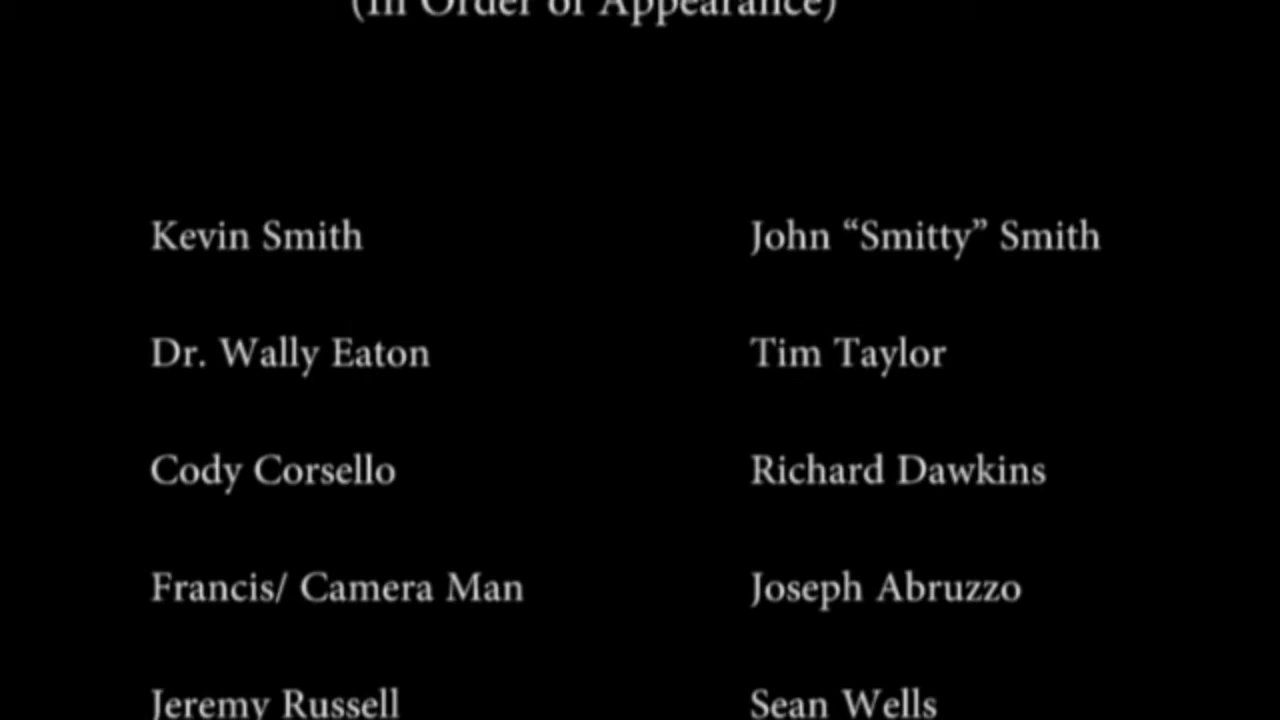 (In Order of Appearance)
Kevin Smith John “Smitty” Smith
Dr. Wally Eaton Tim Taylor
Cody Corsello Richard Dawkins
Francis/ Camera Man Joseph Abruzzo
Jeremy Russell Sean Wells